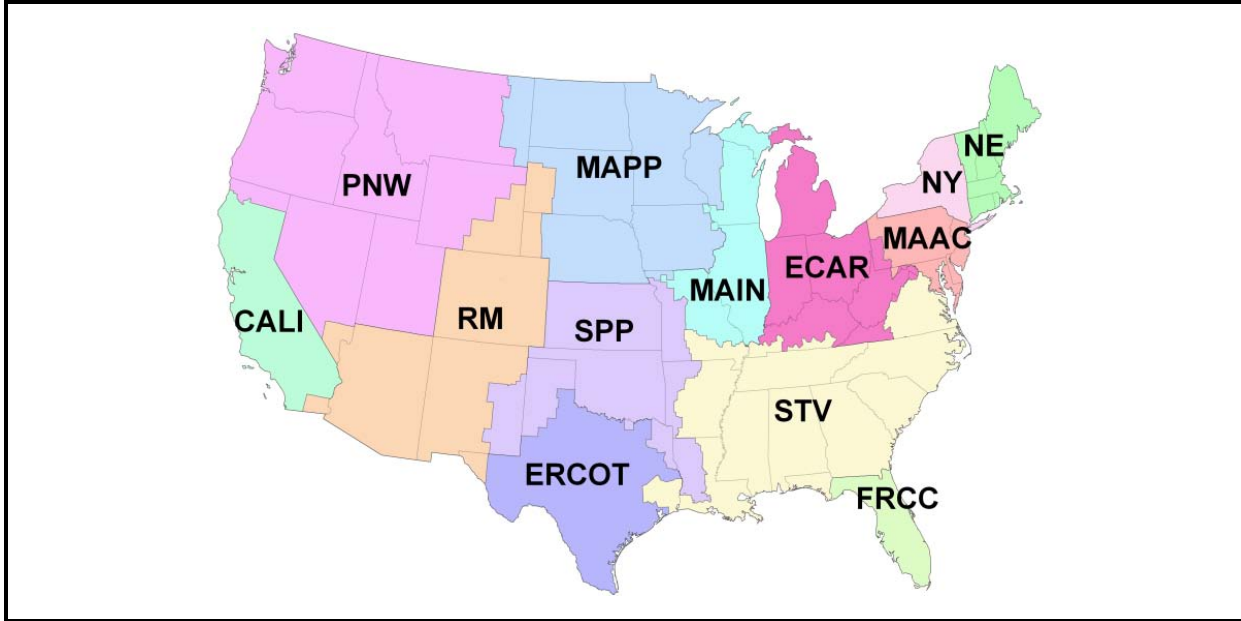 NE
MAPP
NY
PNW
MAAC
ECAR
MAIN
CALI
RM
SPP
STV
ERCOT
FRCC